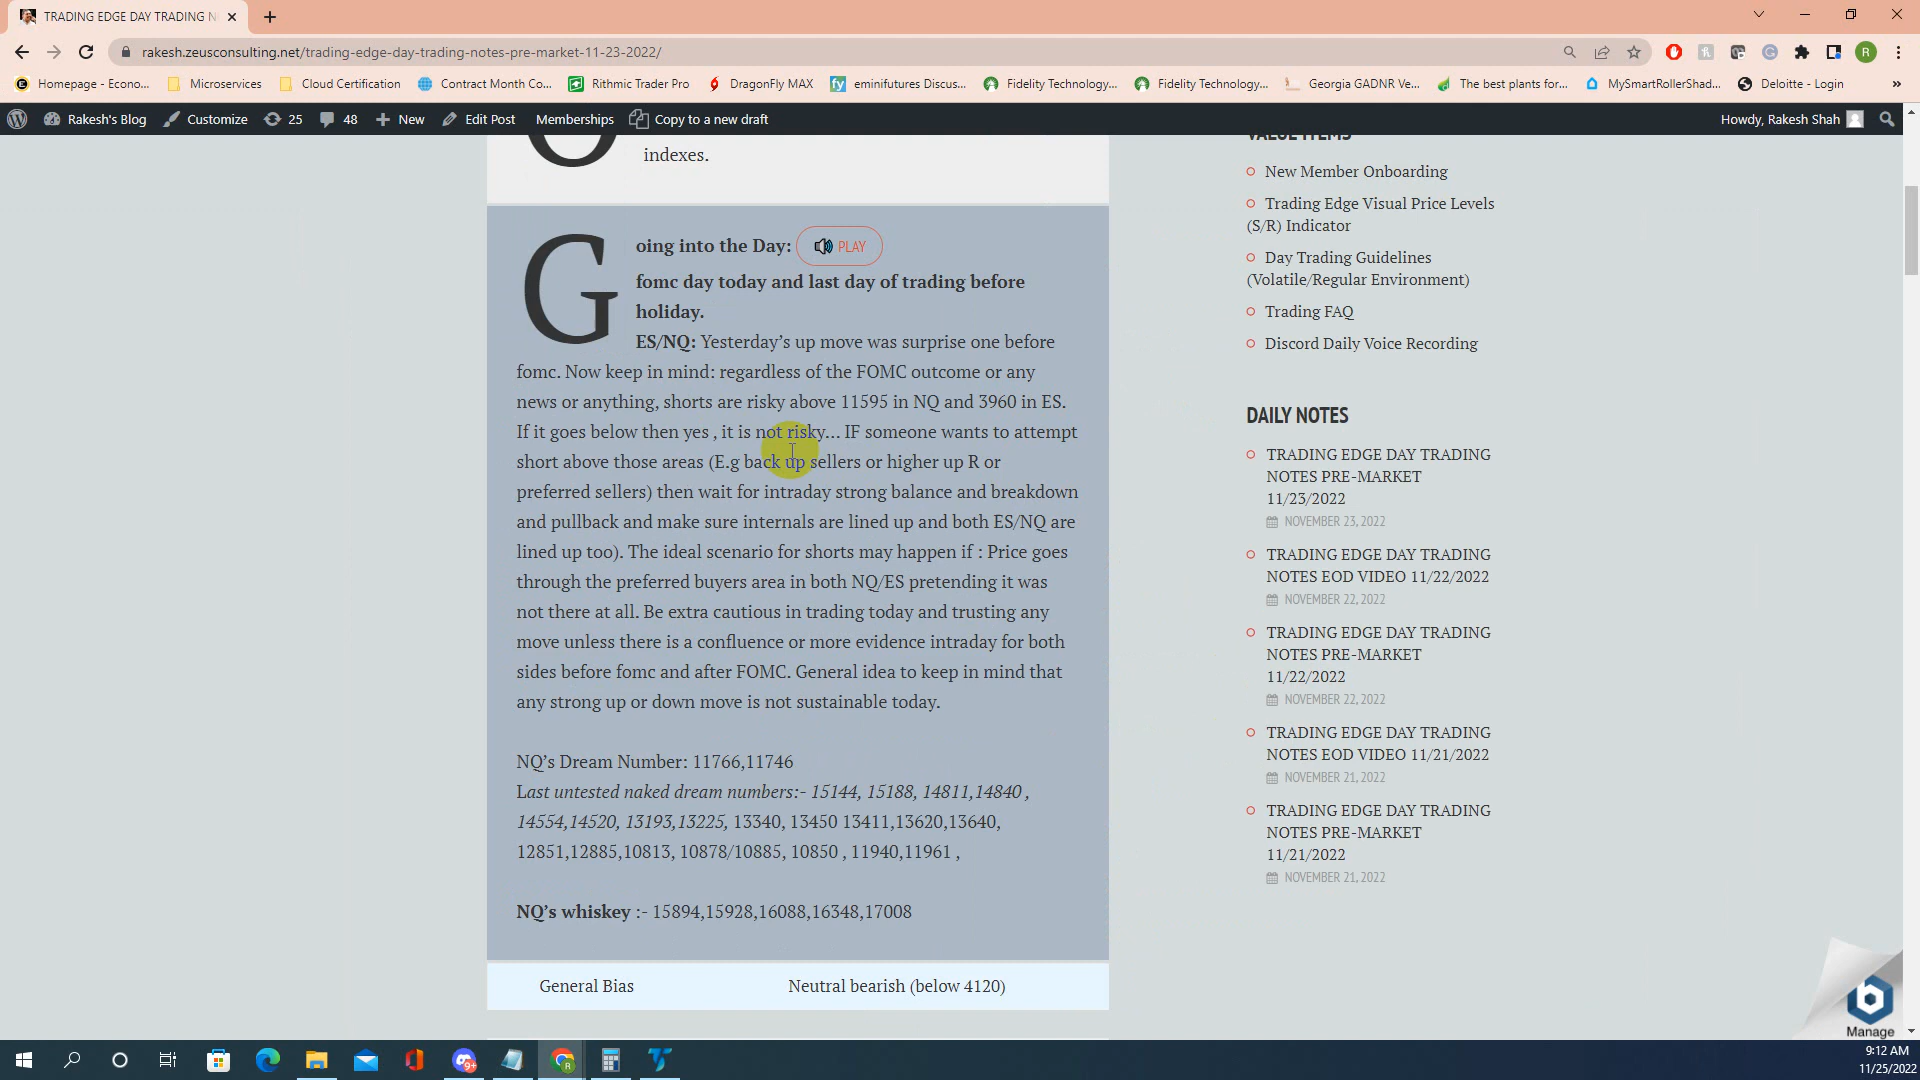 TRADING EDGE DAY TRADING N
rakesh.zeusconsulting.net/trading-edge-day-trading-notes-pre-market-11-23-2022/
R
Homepage - Econo...
Microservices
Cloud Certification
Contract Month Co...
Rithmic Trader Pro
DragonFly MAX
fy
eminifutures Discus...
Fidelity Technology...
Fidelity Technology...
Georgia GADNR Ve...
The best plants for...
MySmartRollerShad...
Deloitte - Login
»
Rakesh's Blog
Customize
25
48
New
Edit Post
Memberships
Copy to a new draft
Howdy, Rakesh Shah
indexes.
Going into the Day: PLAY
fomc day today and last day of trading before
holiday.
ES/NQ: Yesterday's up move was surprise one before
fomc. Now keep in mind: regardless of the FOMC outcome or any
news or anything, shorts are risky above 11595 in NQ and 3960 in ES.
If it goes below then yes , it is not risky... IF someone wants to attempt
short above those areas (E.g back up sellers or higher up R or
preferred sellers) then wait for intraday strong balance and breakdown
and pullback and make sure internals are lined up and both ES/NQ are
lined up too). The ideal scenario for shorts may happen if : Price goes
through the preferred buyers area in both NQ/ES pretending it was
not there at all. Be extra cautious in trading today and trusting any
move unless there is a confluence or more evidence intraday for both
sides before fomc and after FOMC. General idea to keep in mind that
any strong up or down move is not sustainable today.
NQ's Dream Number: 11766,11746
Last untested naked dream numbers:- 15144, 15188, 14811,14840 ,
14554,14520, 13193,13225, 13340, 13450 13411,13620,13640,
12851,12885,10813, 10878/10885, 10850 , 11940,11961 ,
NQ's whiskey :- 15894,15928,16088,16348,17008
General Bias
Neutral bearish (below 4120)
VALUE ITEMS
New Member Onboarding
Trading Edge Visual Price Levels
(S/R) Indicator
Day Trading Guidelines
(Volatile/Regular Environment)
Trading FAQ
Discord Daily Voice Recording
DAILY NOTES
TRADING EDGE DAY TRADING
NOTES PRE-MARKET
11/23/2022
NOVEMBER 23, 2022
TRADING EDGE DAY TRADING
NOTES EOD VIDEO 11/22/2022
NOVEMBER 22, 2022
TRADING EDGE DAY TRADING
NOTES PRE-MARKET
11/22/2022
NOVEMBER 22, 2022
TRADING EDGE DAY TRADING
NOTES EOD VIDEO 11/21/2022
NOVEMBER 21, 2022
TRADING EDGE DAY TRADING
NOTES PRE-MARKET
11/21/2022
NOVEMBER 21, 2022
Manage
9+
9:12 AM
11/25/2022